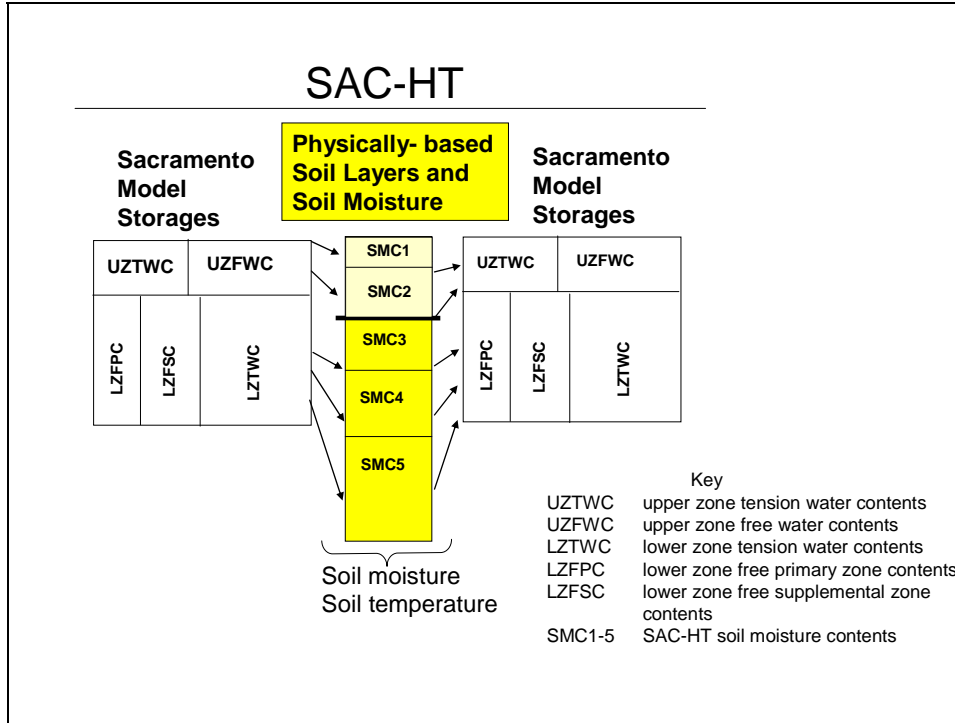 SAC-HT
Sacramento
Model
Storages
Physically- based
Soil Layers and
Soil Moisture
Sacramento
Model
Storages
UZTWC UZFWC
LZFPC LZFSC LZTWC
SMC1
SMC2
SMC3
SMC4
SMC5
UZTWC UZFWC
LZFPC LZFSC LZTWC
Soil moisture
Soil temperature
Key
UZTWC upper zone tension water contents
UZFWC upper zone free water contents
LZTWC lower zone tension water contents
LZFPC lower zone free primary zone contents
LZFSC lower zone free supplemental zone
contents
SMC1-5 SAC-HT soil moisture contents